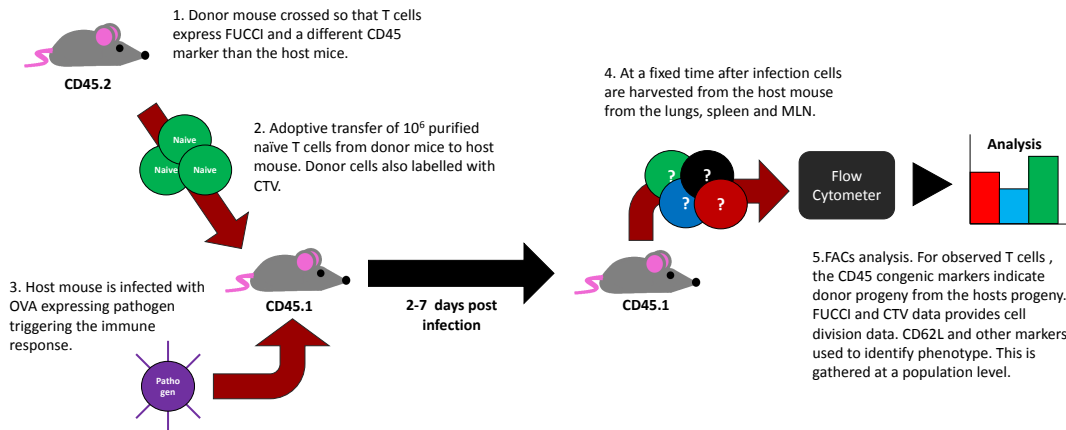 1. Donor mouse crossed so that T cells
express FUCCI and a different CD45
marker than the host mice.
CD45.2
Naive
Naive
Naive
2. Adoptive transfer of 10⁶ purified
naïve T cells from donor mice to host
mouse. Donor cells also labelled with
CTV.
3. Host mouse is infected with
OVA expressing pathogen
triggering the immune
response.
Patho
gen
CD45.1
2-7 days post
infection
4. At a fixed time after infection cells
are harvested from the host mouse
from the lungs, spleen and MLN.
?
?
?
?
CD45.1
Flow
Cytometer
Analysis
5.FACs analysis. For observed T cells ,
the CD45 congenic markers indicate
donor progeny from the hosts progeny.
FUCCI and CTV data provides cell
division data. CD62L and other markers
used to identify phenotype. This is
gathered at a population level.